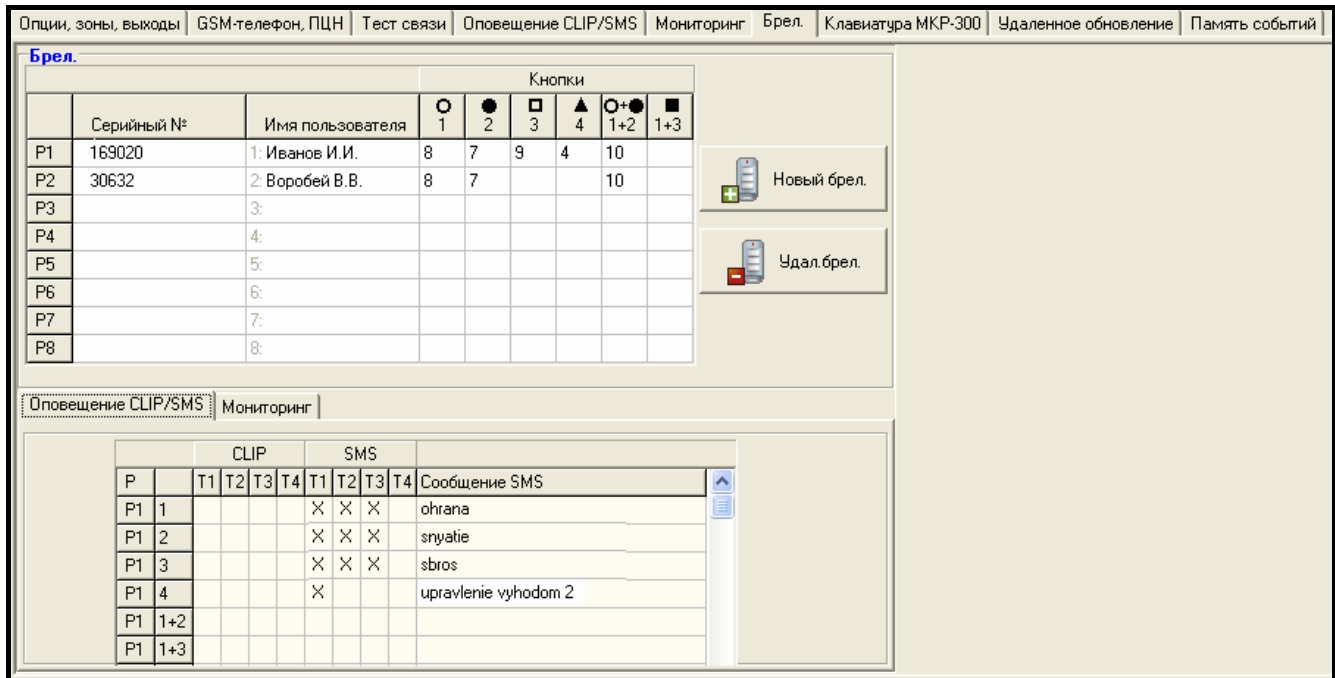 Опции, зоны, выходы GSM-телефон, ПЦН Тест связи Оповещение CLIP/SMS Мониторинг Брел. Клавиатура МКР-300 Удаленное обновление Память событий
Брел.
Кнопки
Серийный № Имя пользователя 1 2 3 4 1+2 1+3
P1 169020 1: Иванов И.И. 8 7 9 4 10
P2 30632 2: Воробей В.В. 8 7 10
P3 3:
P4 4:
P5 5:
P6 6:
P7 7:
P8 8:
Новый брел.
Удал.брел.
Оповещение CLIP/SMS Мониторинг
CLIP SMS
P T1 T2 T3 T4 T1 T2 T3 T4 Сообщение SMS
P1 1 X X X ohrana
P1 2 X X X snyatie
P1 3 X X X sbros
P1 4 X upravlenie vyhodom 2
P1 1+2
P1 1+3